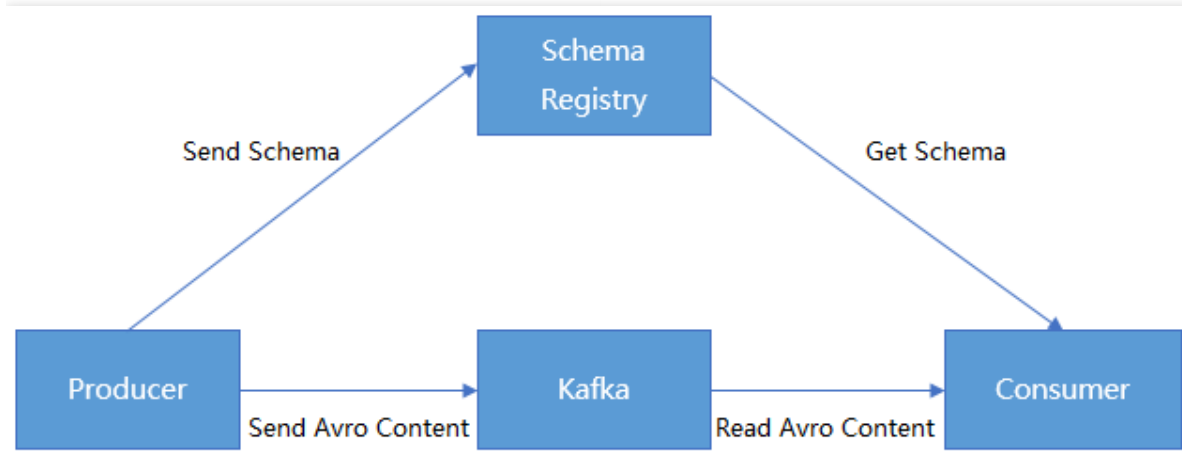 Schema
Registry
Send Schema
Get Schema
Producer
Kafka
Consumer
Send Avro Content
Read Avro Content